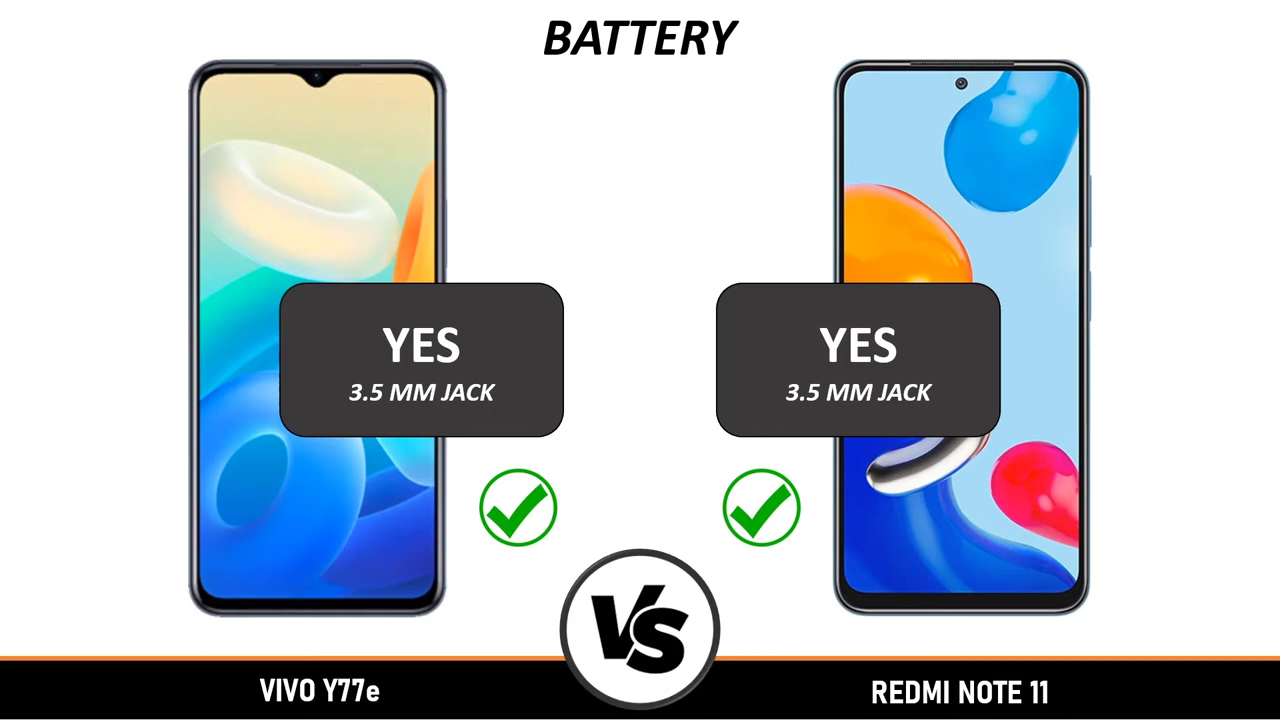 BATTERY
YES
3.5 MM JACK
YES
3.5 MM JACK
VS
VIVO Y77e
REDMI NOTE 11